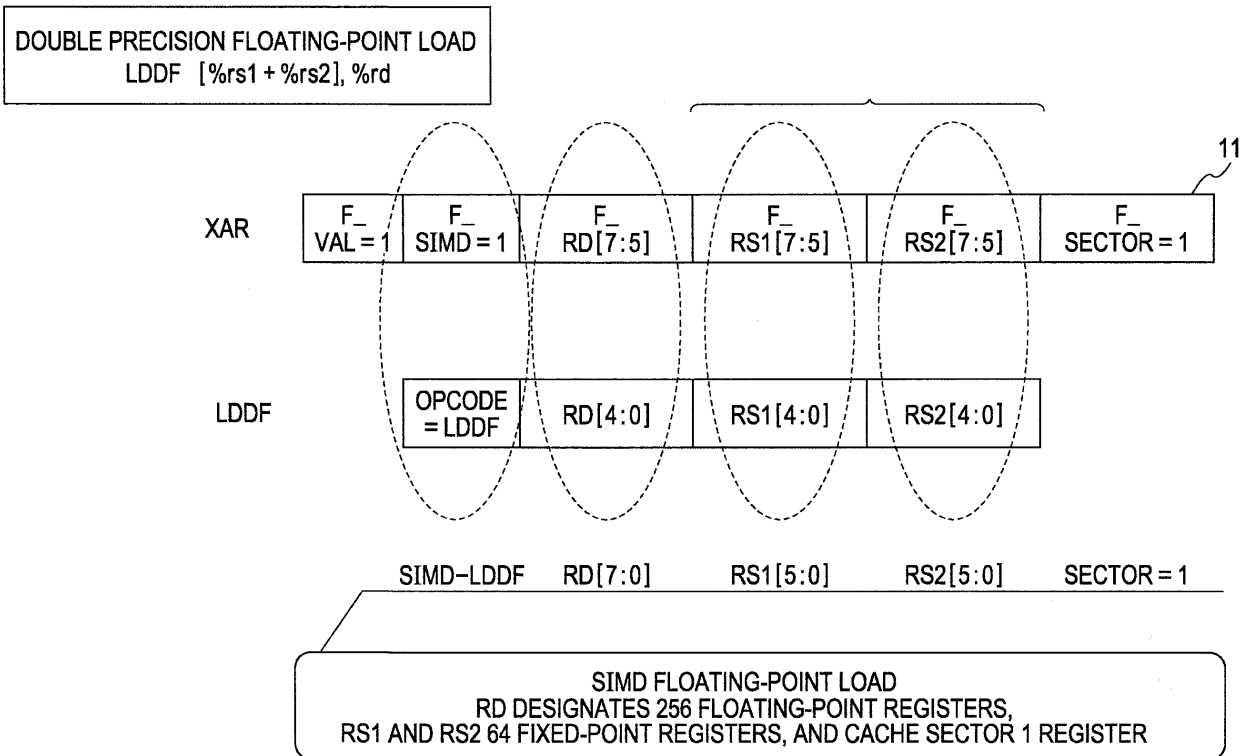 DOUBLE PRECISION FLOATING-POINT LOAD
LDDF [%rs1 + %rs2], %rd
11
XAR
F_ VAL = 1
F_ SIMD = 1
F_ RD[7:5]
F_ RS1[7:5]
F_ RS2[7:5]
F_ SECTOR = 1
LDDF
OPCODE = LDDF
RD[4:0]
RS1[4:0]
RS2[4:0]
SIMD-LDDF RD[7:0] RS1[5:0] RS2[5:0] SECTOR = 1
SIMD FLOATING-POINT LOAD
RD DESIGNATES 256 FLOATING-POINT REGISTERS,
RS1 AND RS2 64 FIXED-POINT REGISTERS, AND CACHE SECTOR 1 REGISTER